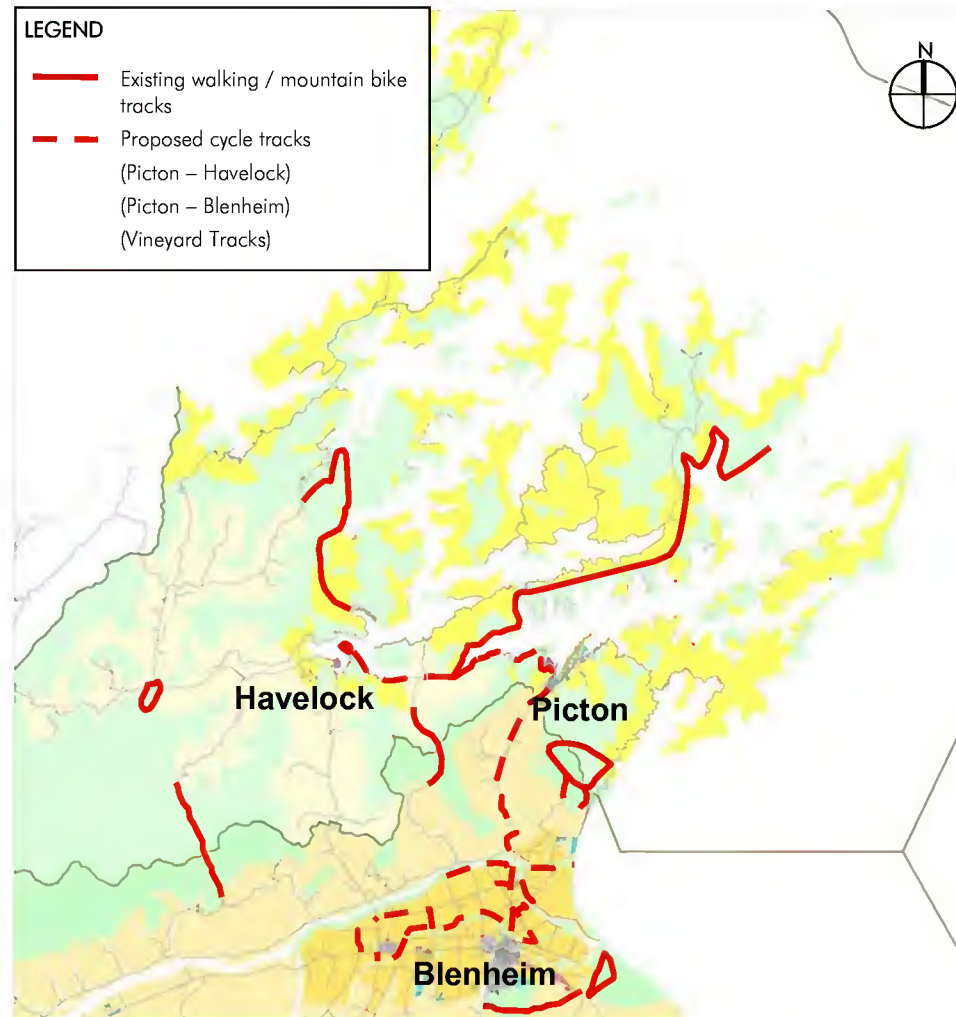 LEGEND
Existing walking / mountain bike
tracks
Proposed cycle tracks
(Picton – Havelock)
(Picton – Blenheim)
(Vineyard Tracks)
N
Havelock
Picton
Blenheim